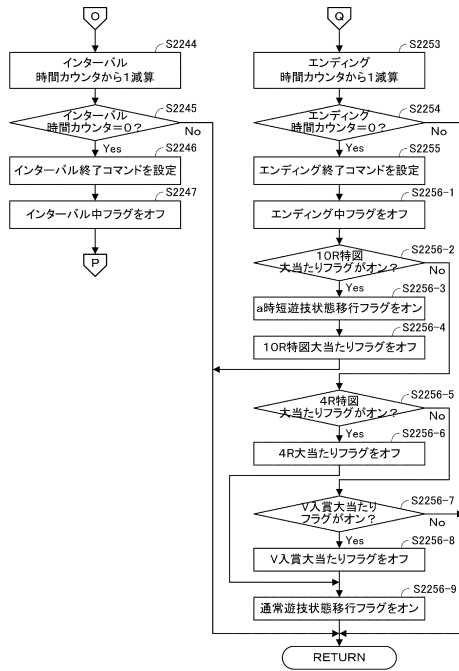 O
S2244
インターバル
時間カウンタから1減算
S2245
インターバル
時間カウンタ=0?
No
Yes
S2246
インターバル終了コマンドを設定
S2247
インターバル中フラグをオフ
P
Q
S2253
エンディング
時間カウンタから1減算
S2254
エンディング
時間カウンタ=0?
No
Yes
S2255
エンディング終了コマンドを設定
S2256-1
エンディング中フラグをオフ
S2256-2
10R特図
大当たりフラグがオン?
No
Yes
S2256-3
a時短遊技状態移行フラグをオン
S2256-4
10R特図大当たりフラグをオフ
S2256-5
4R特図
大当たりフラグがオン?
No
Yes
S2256-6
4R大当たりフラグをオフ
S2256-7
V入賞大当たり
フラグがオン?
No
Yes
S2256-8
V入賞大当たりフラグをオフ
S2256-9
通常遊技状態移行フラグをオン
RETURN